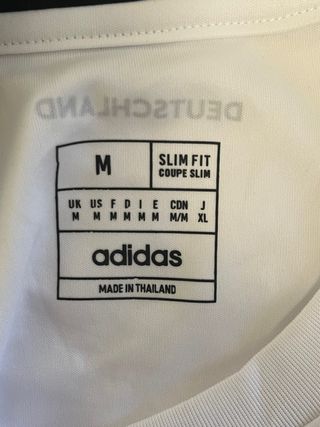 DEUTSCHLAND
M
SLIM FIT
COUPE SLIM
UK US F D I E CDN J
M M M M M M M/M XL
adidas
MADE IN THAILAND